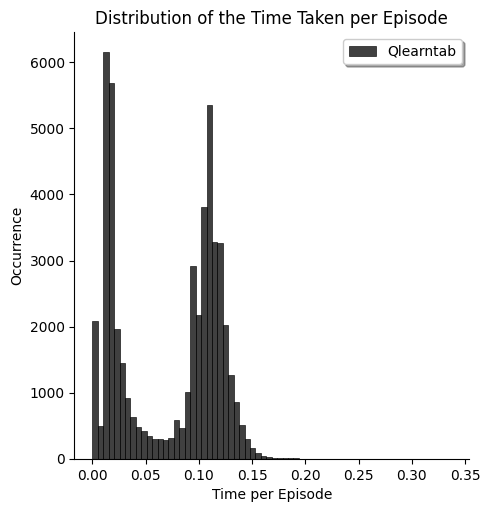 Distribution of the Time Taken per Episode
Qlearntab
Occurrence
6000
5000
4000
3000
2000
1000
0
0.00 0.05 0.10 0.15 0.20 0.25 0.30 0.35
Time per Episode